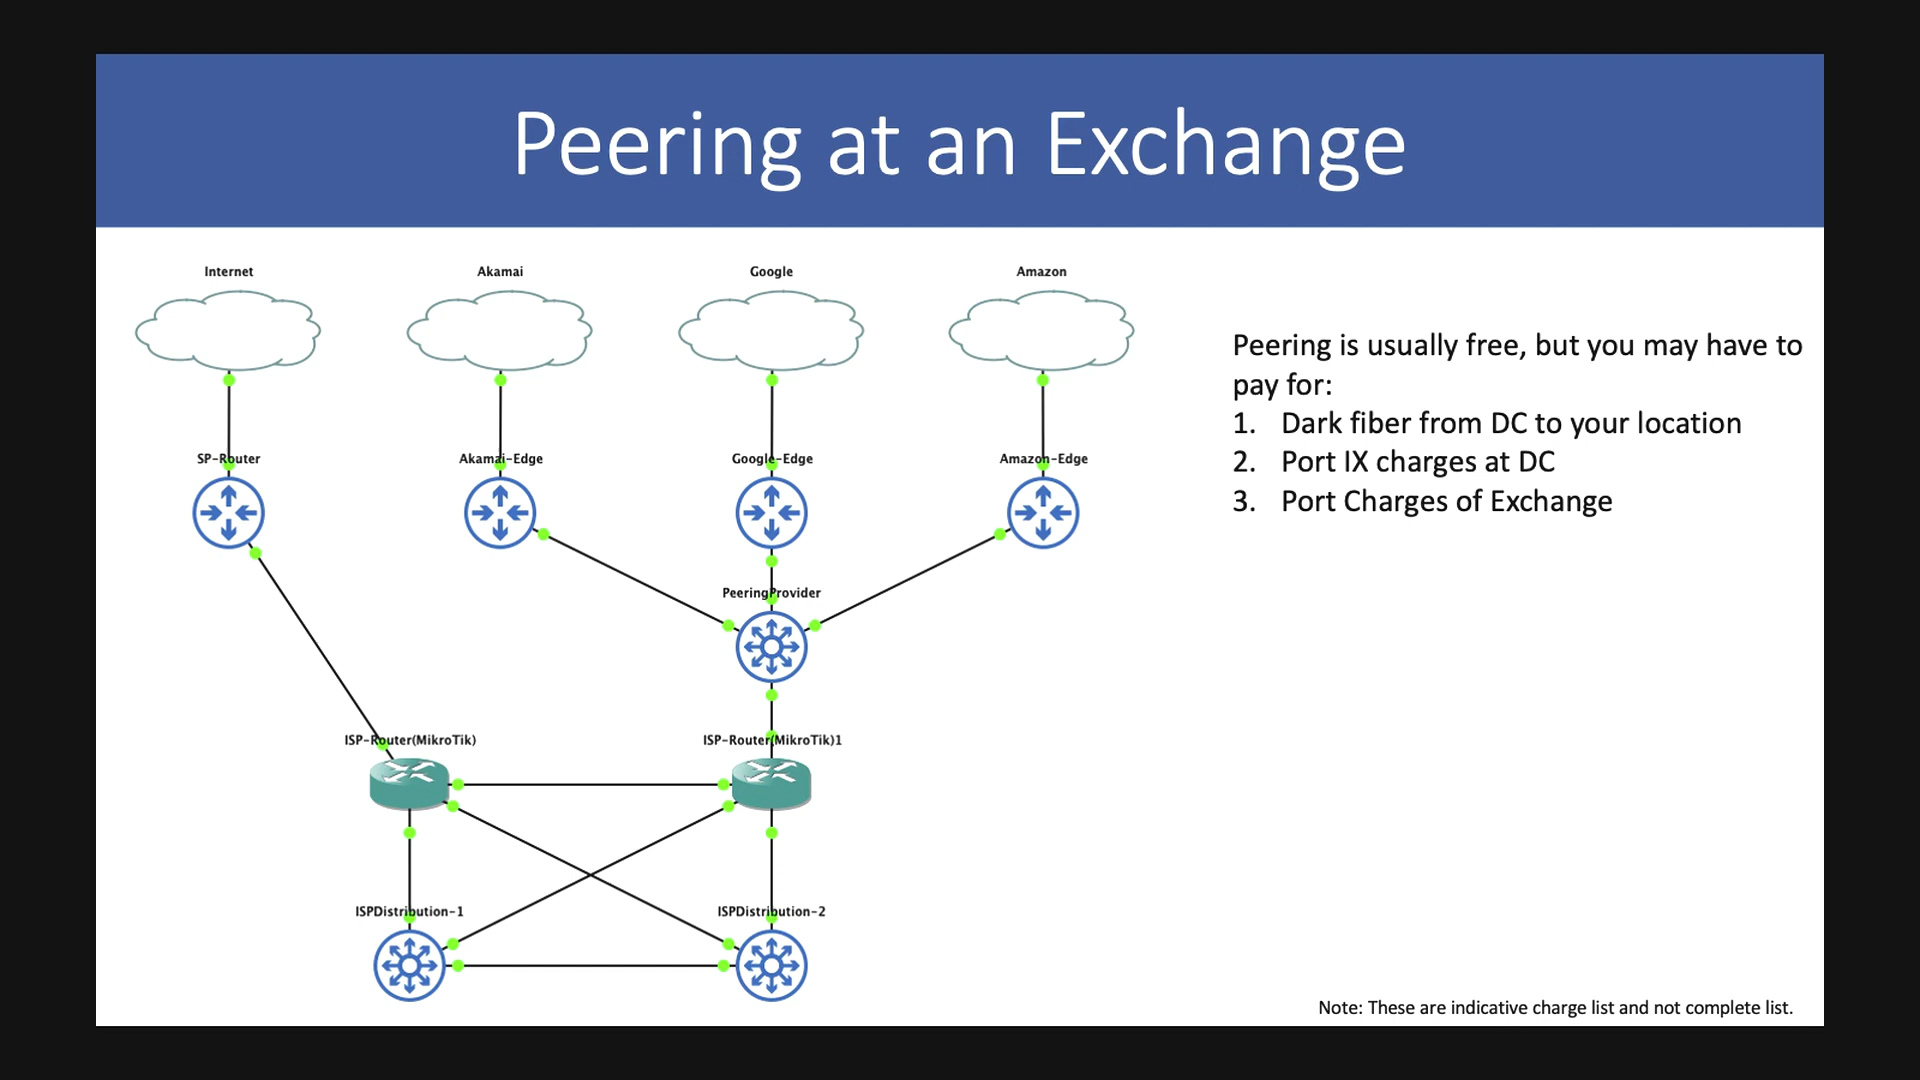 Peering at an Exchange
Internet
Akamai
Google
Amazon
Peering is usually free, but you may have to
pay for:
1. Dark fiber from DC to your location
2. Port IX charges at DC
3. Port Charges of Exchange
SP-Router
Akamai-Edge
Google-Edge
Amazon-Edge
PeeringProvider
ISP-Router(MikroTik)
ISP-Router(MikroTik)1
ISPDistribution-1
ISPDistribution-2
Note: These are indicative charge list and not complete list.